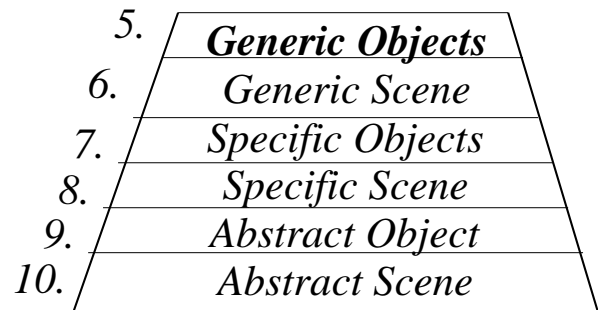 5. Generic Objects
6. Generic Scene
7. Specific Objects
8. Specific Scene
9. Abstract Object
10. Abstract Scene